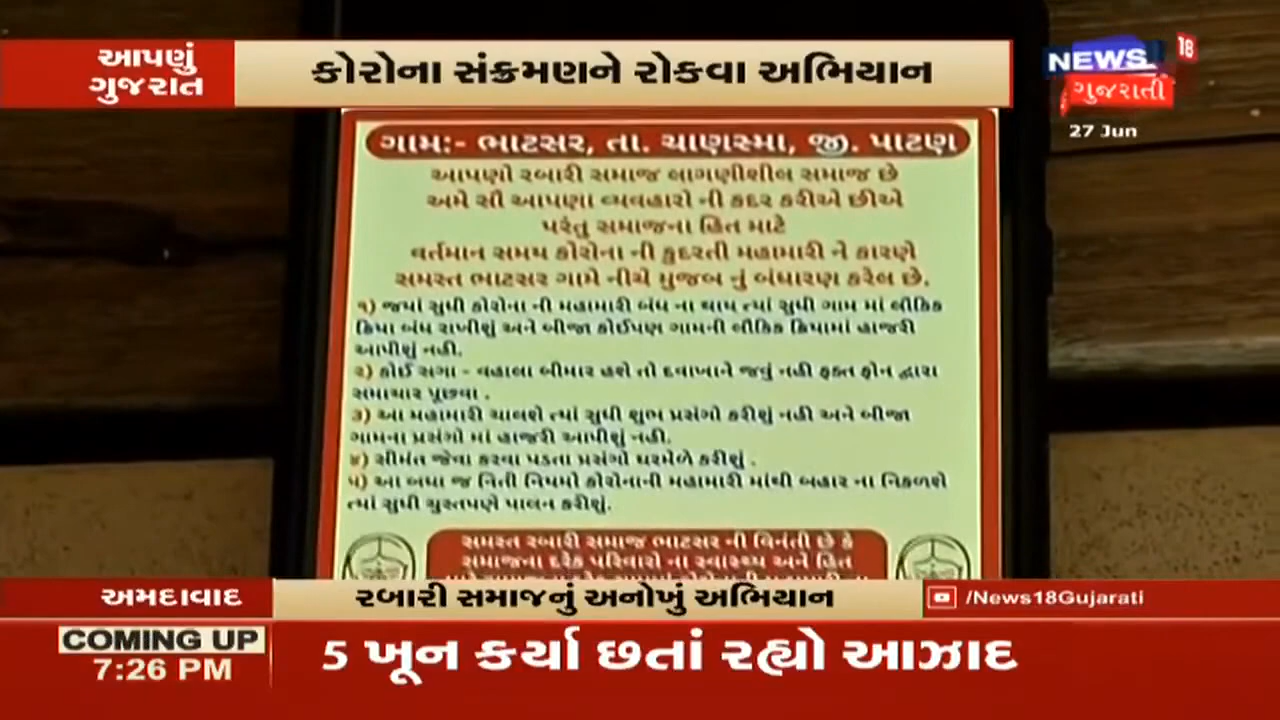 આપણું
ગુજરાત
કોરોના સંક્રમણને રોકવા અભિયાન
NEWS 18
ગુજરાતી
27 Jun
ગામ:- ભાટસર, તા. ચાણસ્મા, જી. પાટણ
આપણો રબારી સમાજ લાગણીશીલ સમાજ છે
અમે સૌ આપણા વ્યવહારો ની કદર કરીએ છીએ
પરંતુ સમાજના હિત માટે
વર્તમાન સમય કોરોના ની કુદરતી મહામારી ને કારણે
સમસ્ત ભાટસર ગામે નીચે મુજબ નું બંધારણ કરેલ છે.
૧) જ્યાં સુધી કોરોના ની મહામારી બંધ ના થાય ત્યાં સુધી ગામ માં લૌકિક
ક્રિયા બંધ રાખીશું અને બીજા કોઈપણ ગામની લૌકિક ક્રિયામાં હાજરી
આપીશું નહી.
૨) કોઈ સગા - વહાલા બીમાર હશે તો દવાખાને જવું નહી ફક્ત ફોન દ્વારા
સમાચાર પૂછવા .
૩) આ મહામારી ચાલશે ત્યાં સુધી શુભ પ્રસંગો કરીશું નહી અને બીજા
ગામના પ્રસંગો માં હાજરી આપીશું નહી.
૪) સીમંત જેવા કરવા પડતા પ્રસંગો ઘરમેળે કરીશું .
૫) આ બધા જ નિતી નિયમો કોરોનાની મહામારી માંથી બહાર ના નિકળશે
ત્યાં સુધી ચુસ્તપણે પાલન કરીશું.
સમસ્ત રબારી સમાજ ભાટસર ની વિનંતી છે કે
સમાજના દરેક પરિવારો ના સ્વાસ્થ્ય અને હિત
અમદાવાદ
રબારી સમાજનું અનોખું અભિયાન
/News18Gujarati
COMING UP
7:26 PM
5 ખૂન કર્યા છતાં રહ્યો આઝાદ